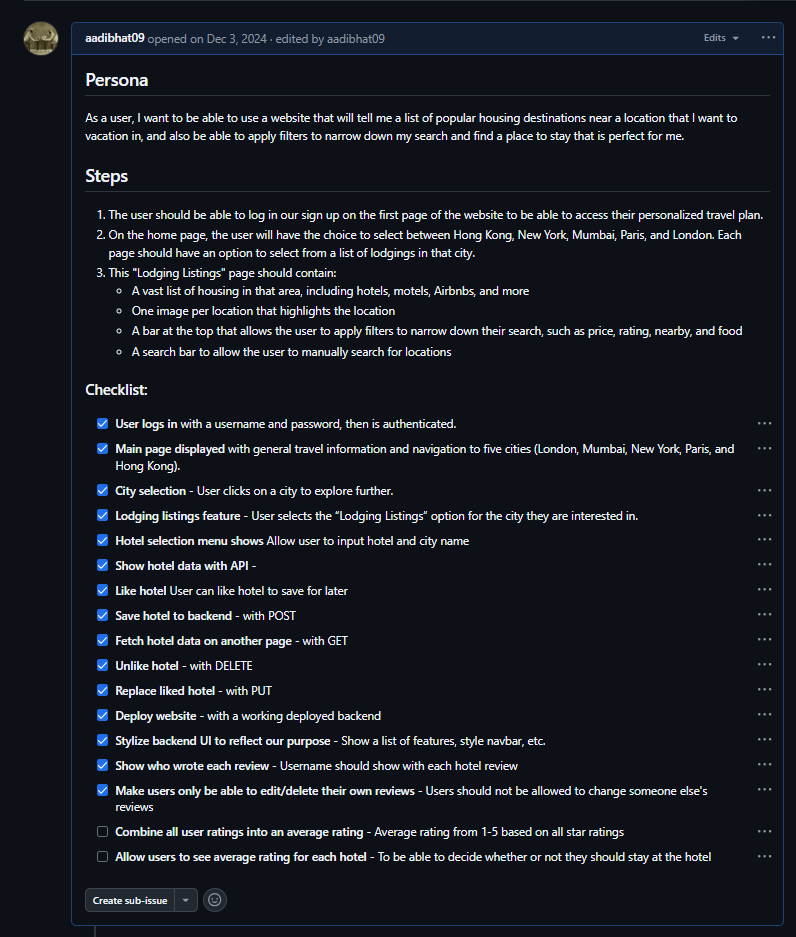 aadibhat09 opened on Dec 3, 2024 · edited by aadibhat09
Edits
Persona
As a user, I want to be able to use a website that will tell me a list of popular housing destinations near a location that I want to
vacation in, and also be able to apply filters to narrow down my search and find a place to stay that is perfect for me.
Steps
1. The user should be able to log in our sign up on the first page of the website to be able to access their personalized travel plan.
2. On the home page, the user will have the choice to select between Hong Kong, New York, Mumbai, Paris, and London. Each
page should have an option to select from a list of lodgings in that city.
3. This "Lodging Listings" page should contain:
A vast list of housing in that area, including hotels, motels, Airbnbs, and more
One image per location that highlights the location
A bar at the top that allows the user to apply filters to narrow down their search, such as price, rating, nearby, and food
A search bar to allow the user to manually search for locations
Checklist:
User logs in with a username and password, then is authenticated.
Main page displayed with general travel information and navigation to five cities (London, Mumbai, New York, Paris, and
Hong Kong).
City selection - User clicks on a city to explore further.
Lodging listings feature - User selects the “Lodging Listings” option for the city they are interested in.
Hotel selection menu shows Allow user to input hotel and city name
Show hotel data with API -
Like hotel User can like hotel to save for later
Save hotel to backend - with POST
Fetch hotel data on another page - with GET
Unlike hotel - with DELETE
Replace liked hotel - with PUT
Deploy website - with a working deployed backend
Stylize backend UI to reflect our purpose - Show a list of features, style navbar, etc.
Show who wrote each review - Username should show with each hotel review
Make users only be able to edit/delete their own reviews - Users should not be allowed to change someone else's
reviews
Combine all user ratings into an average rating - Average rating from 1-5 based on all star ratings
Allow users to see average rating for each hotel - To be able to decide whether or not they should stay at the hotel
Create sub-issue